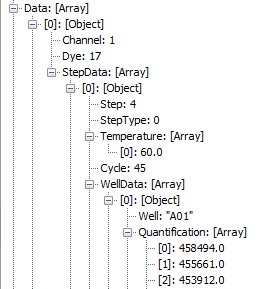 Data: [Array]
[0]: [Object]
Channel: 1
Dye: 17
StepData: [Array]
[0]: [Object]
Step: 4
StepType: 0
Temperature: [Array]
[0]: 60.0
Cycle: 45
WellData: [Array]
[0]: [Object]
Well: "A01"
Quantification: [Array]
[0]: 458494.0
[1]: 455661.0
[2]: 453912.0